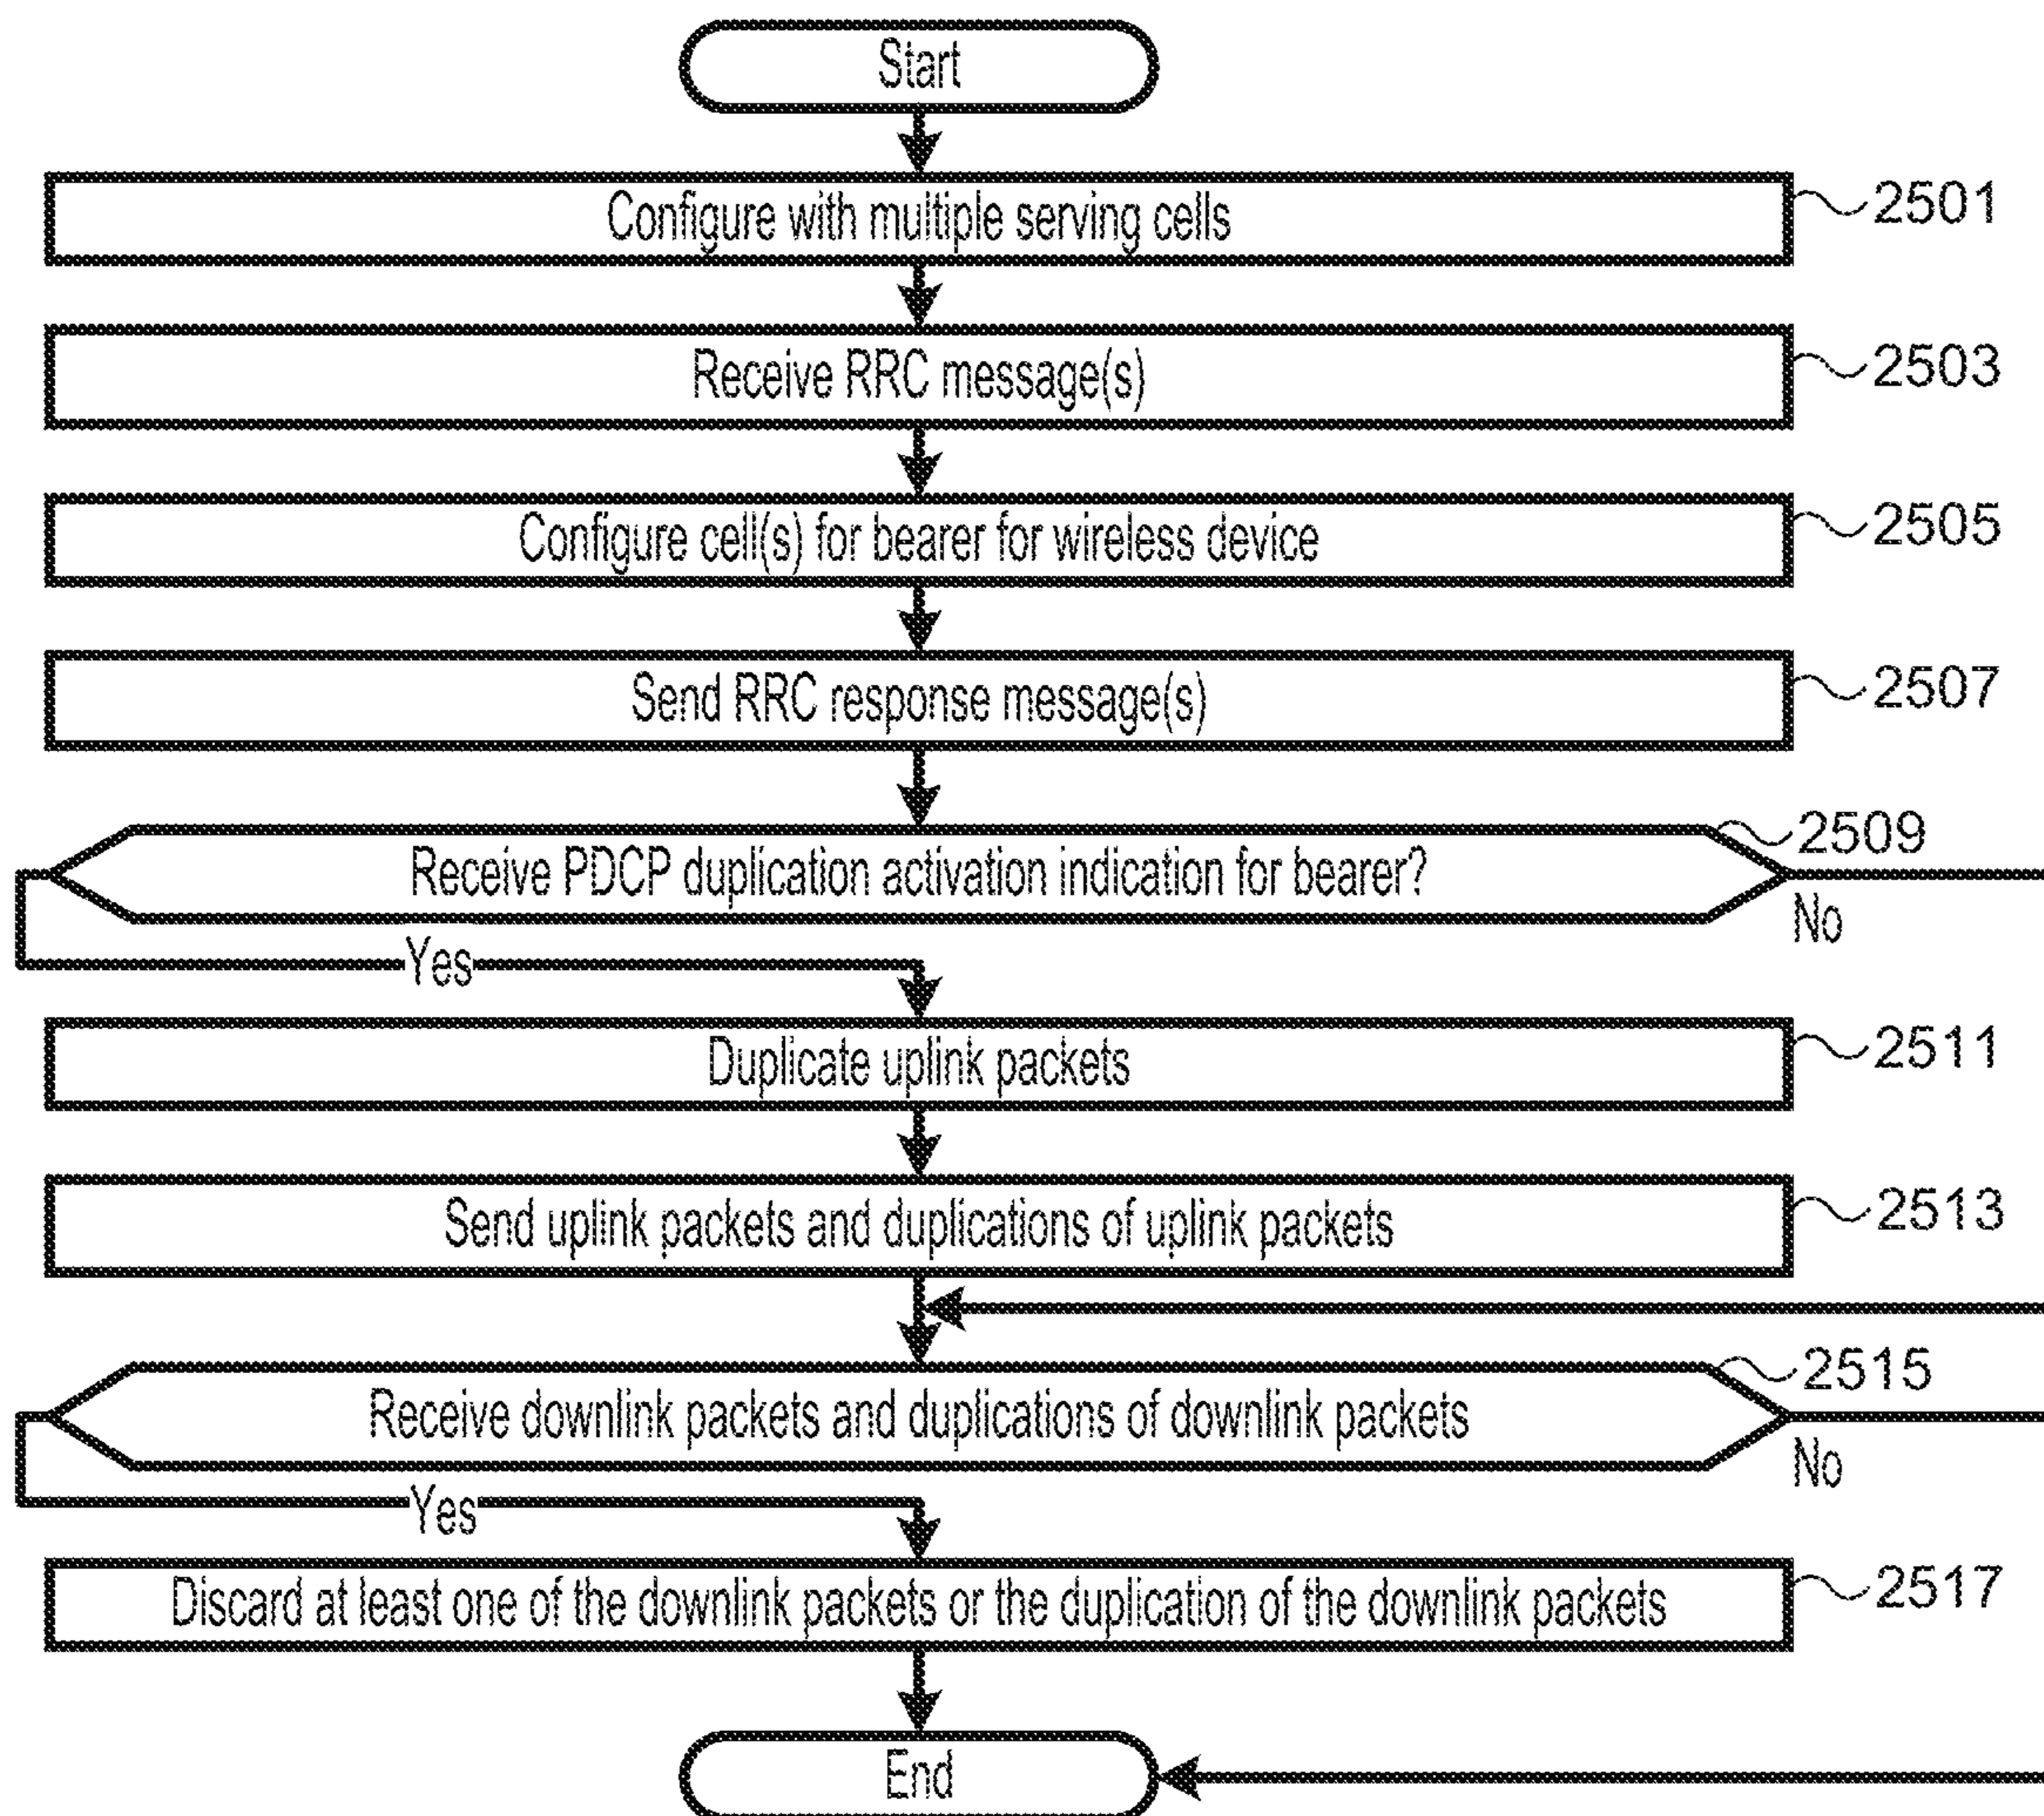 Start
Configure with multiple serving cells
2501
Receive RRC message(s)
2503
Configure cell(s) for bearer for wireless device
2505
Send RRC response message(s)
2507
Receive PDCP duplication activation indication for bearer?
2509
No
Yes
Duplicate uplink packets
2511
Send uplink packets and duplications of uplink packets
2513
Receive downlink packets and duplications of downlink packets
2515
No
Yes
Discard at least one of the downlink packets or the duplication of the downlink packets
2517
End